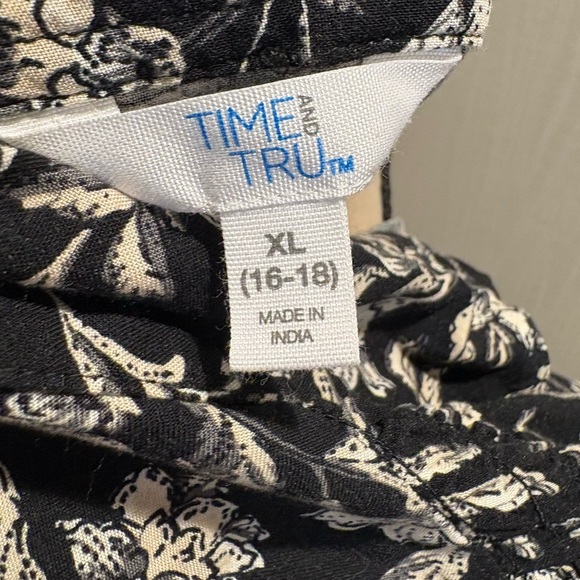 TIME AND
TRU™
XL
(16-18)
MADE IN
INDIA